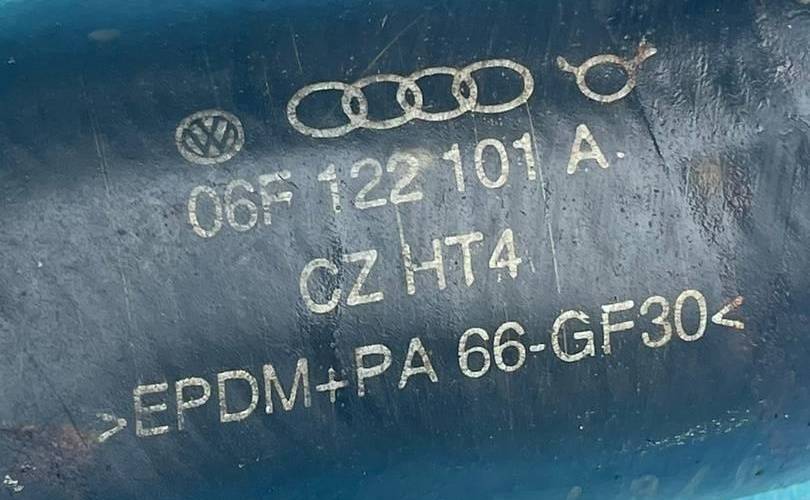 06F 122 101 A.
CZ HT4
>EPDM+PA 66-GF30<